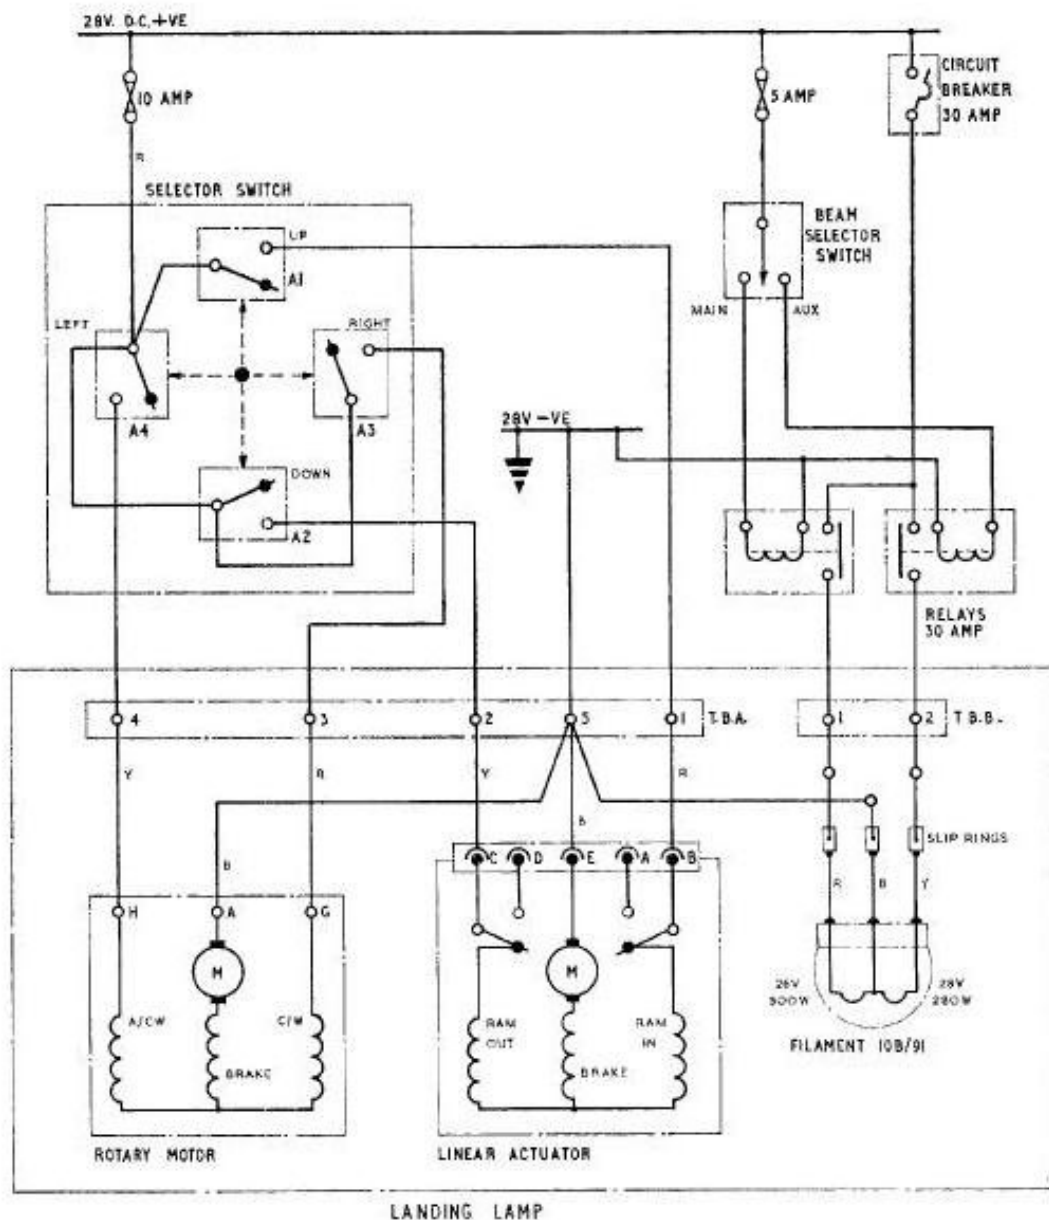 28V. D.C.+VE
10 AMP
5 AMP
CIRCUIT
BREAKER
30 AMP
R
SELECTOR SWITCH
UP
A1
LEFT
RIGHT
A4
A3
DOWN
A2
BEAM
SELECTOR
SWITCH
MAIN
AUX
28V -VE
RELAYS
30 AMP
4
3
2
5
1
T.B.A.
1
2
T.B.B.
Y
R
Y
B
R
SLIP RINGS
B
C
D
E
A
B
R
B
Y
H
A
G
M
M
A/CW
C/W
BRAKE
RAM
OUT
RAM
IN
BRAKE
28V
280W
FILAMENT 10B/91
ROTARY MOTOR
LINEAR ACTUATOR
LANDING LAMP